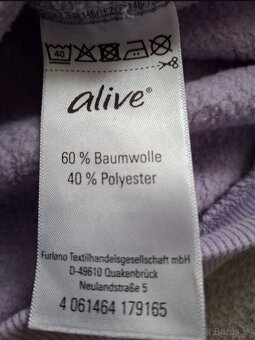 40
alive®
60 % Baumwolle
40 % Polyester
Furlano Textilhandelsgesellschaft mbH
D-49610 Quakenbrück
Neulandstraße 5
4 061464 179165